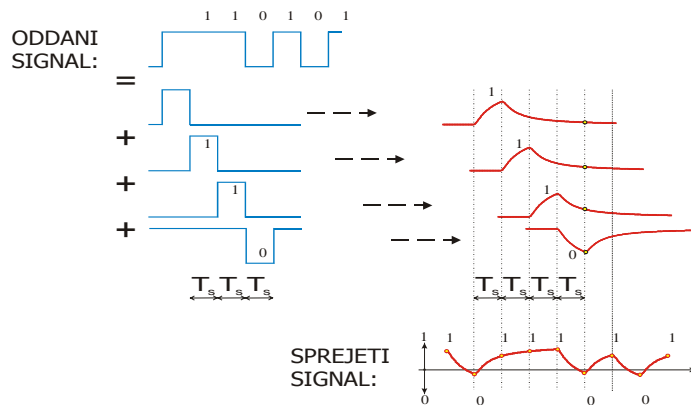 1 1 0 1 0 1
ODDANI
SIGNAL:
=
1
+
1
1
+
1
1
+
0
0
Ts Ts Ts
Ts Ts Ts Ts
1 1 1 1 1 1 1
SPREJETI
SIGNAL:
0 0 0 0